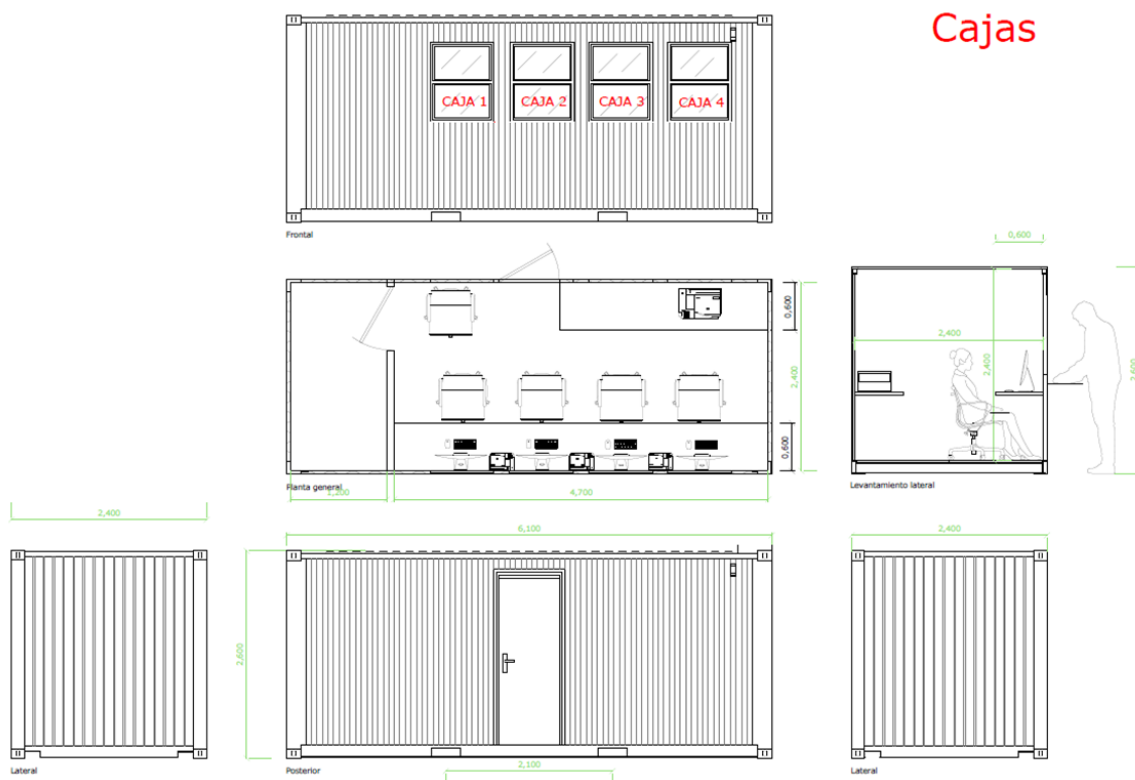 Cajas
CAJA 1 CAJA 2 CAJA 3 CAJA 4
Frontal
0,600
0,600
2,400
0,600
2,400
2,400
2,600
Planta general
1,200
4,700
Levantamiento lateral
2,400
6,100
2,400
2,600
Lateral
Posterior
2,100
Lateral